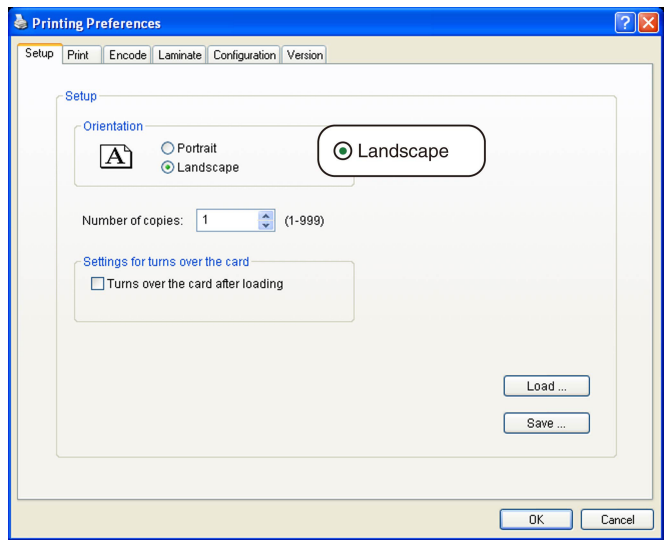 Printing Preferences
Setup Print Encode Laminate Configuration Version
Setup
Orientation
A
Portrait
Landscape
Landscape
Number of copies: 1 (1-999)
Settings for turns over the card
Turns over the card after loading
Load ...
Save ...
OK Cancel